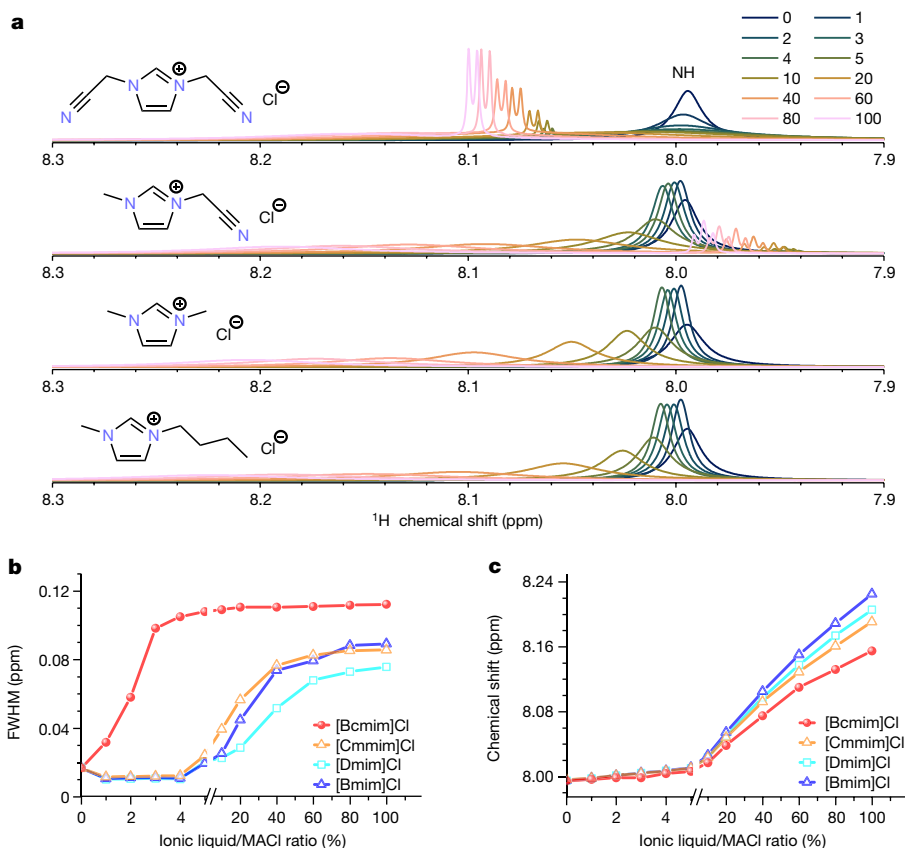 a
0 1
2 3
4 5
10 20
40 60
80 100
N N ⊕ N N Cl⊖
NH
8.3 8.2 8.1 8.0 7.9
N N ⊕ N Cl⊖
8.3 8.2 8.1 8.0 7.9
N N ⊕ Cl⊖
8.3 8.2 8.1 8.0 7.9
N N ⊕ Cl⊖
8.3 8.2 8.1 8.0 7.9
¹H chemical shift (ppm)
b
FWHM (ppm)
0.12
0.08
0.04
0
[Bcmim]Cl
[Cmmim]Cl
[Dmim]Cl
[Bmim]Cl
0 2 4 20 40 60 80 100
Ionic liquid/MACl ratio (%)
c
Chemical shift (ppm)
8.24
8.16
8.08
8.00
[Bcmim]Cl
[Cmmim]Cl
[Dmim]Cl
[Bmim]Cl
0 2 4 20 40 60 80 100
Ionic liquid/MACl ratio (%)